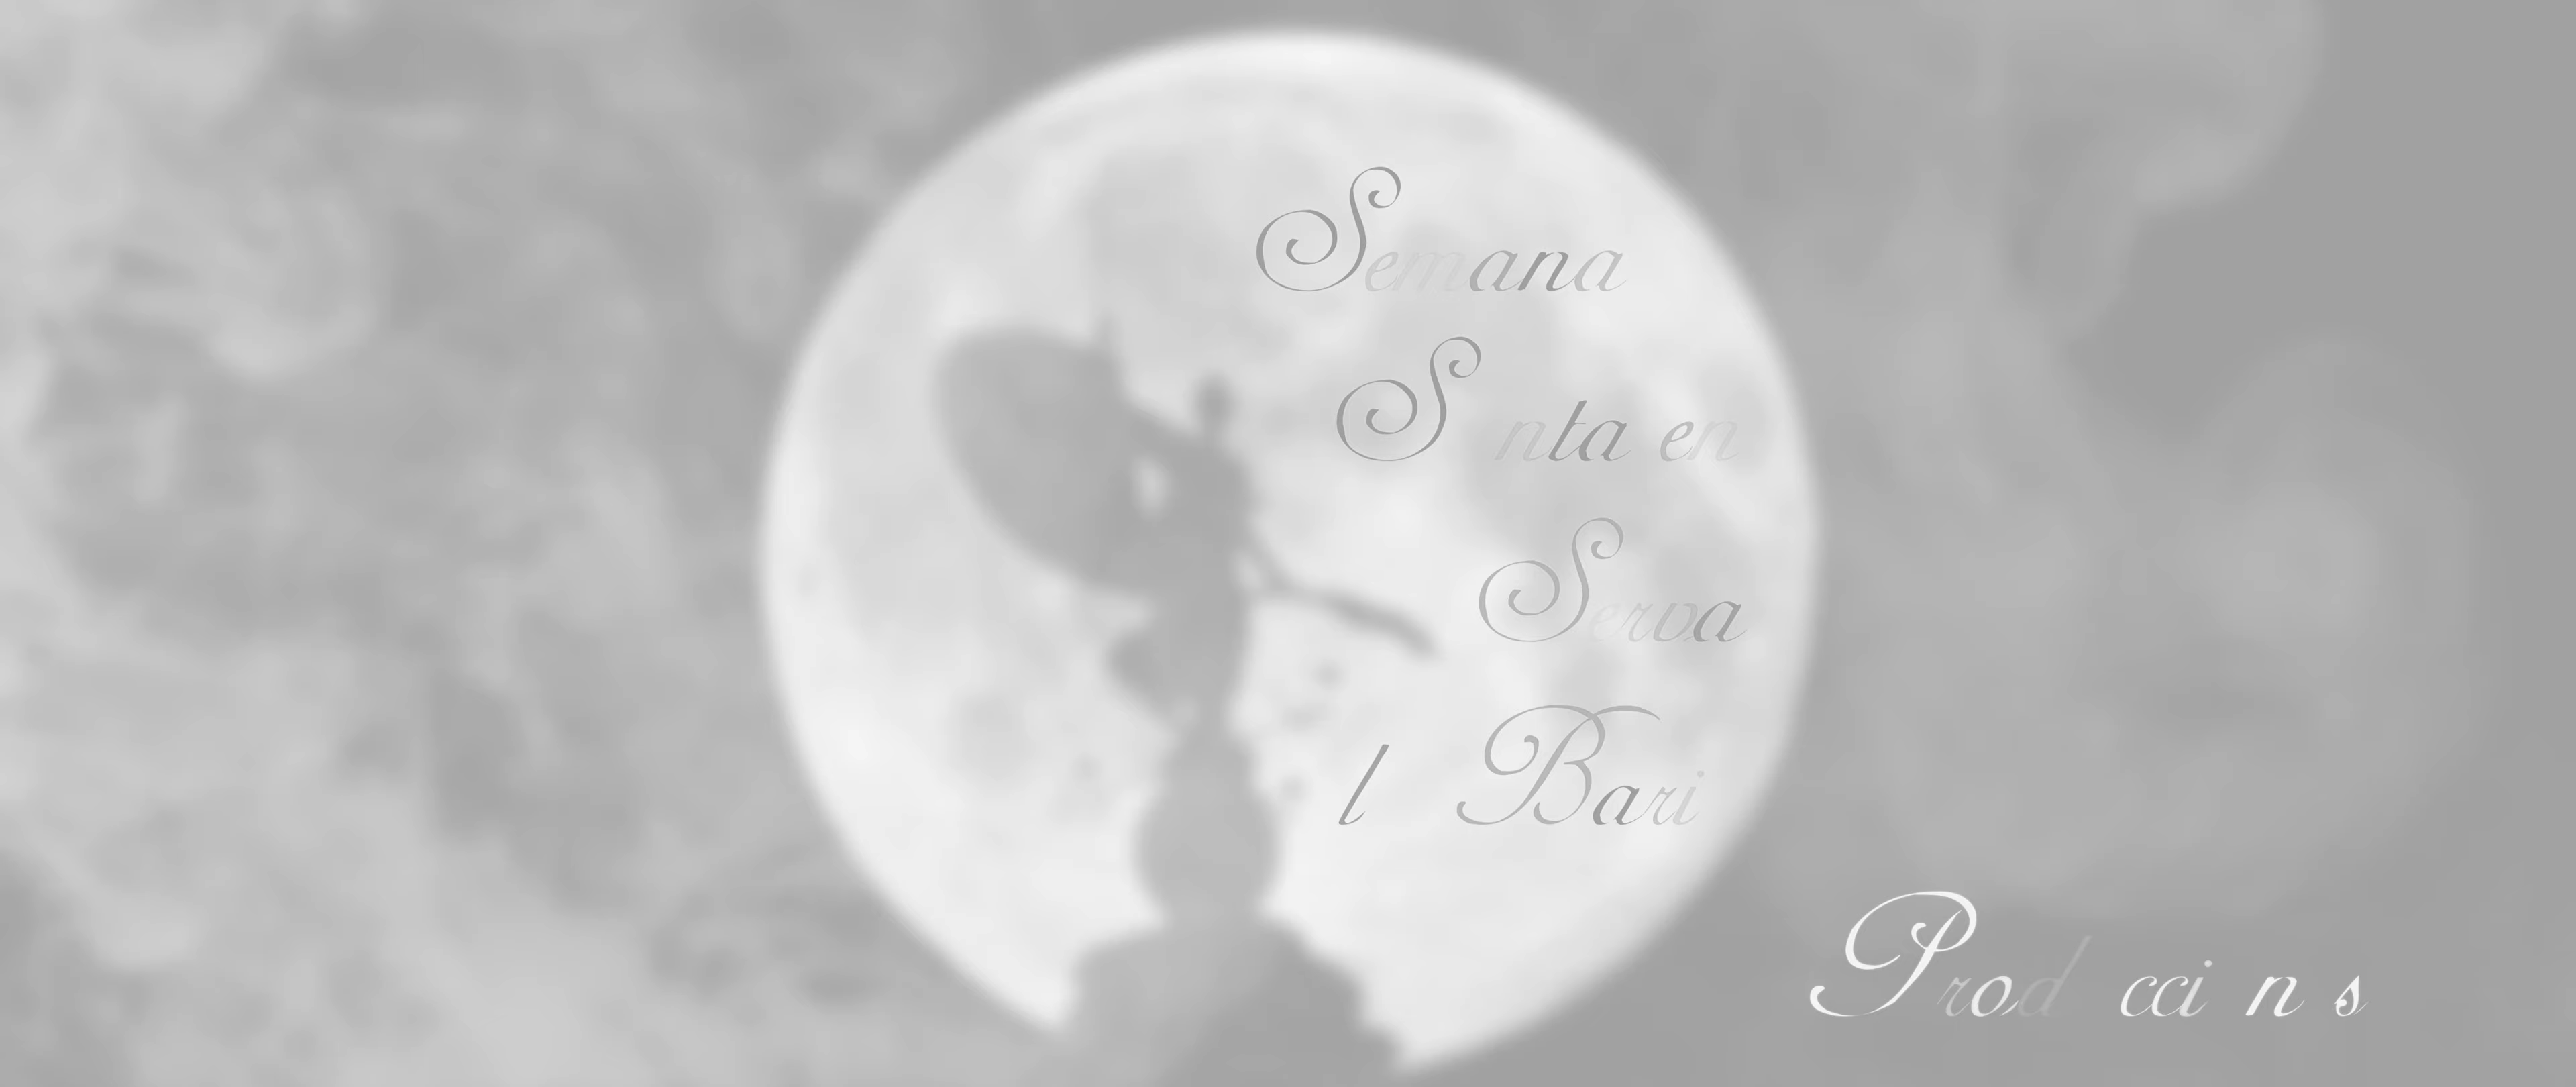 Semana
S nta en
Serva
l Bari
Prod cci n s